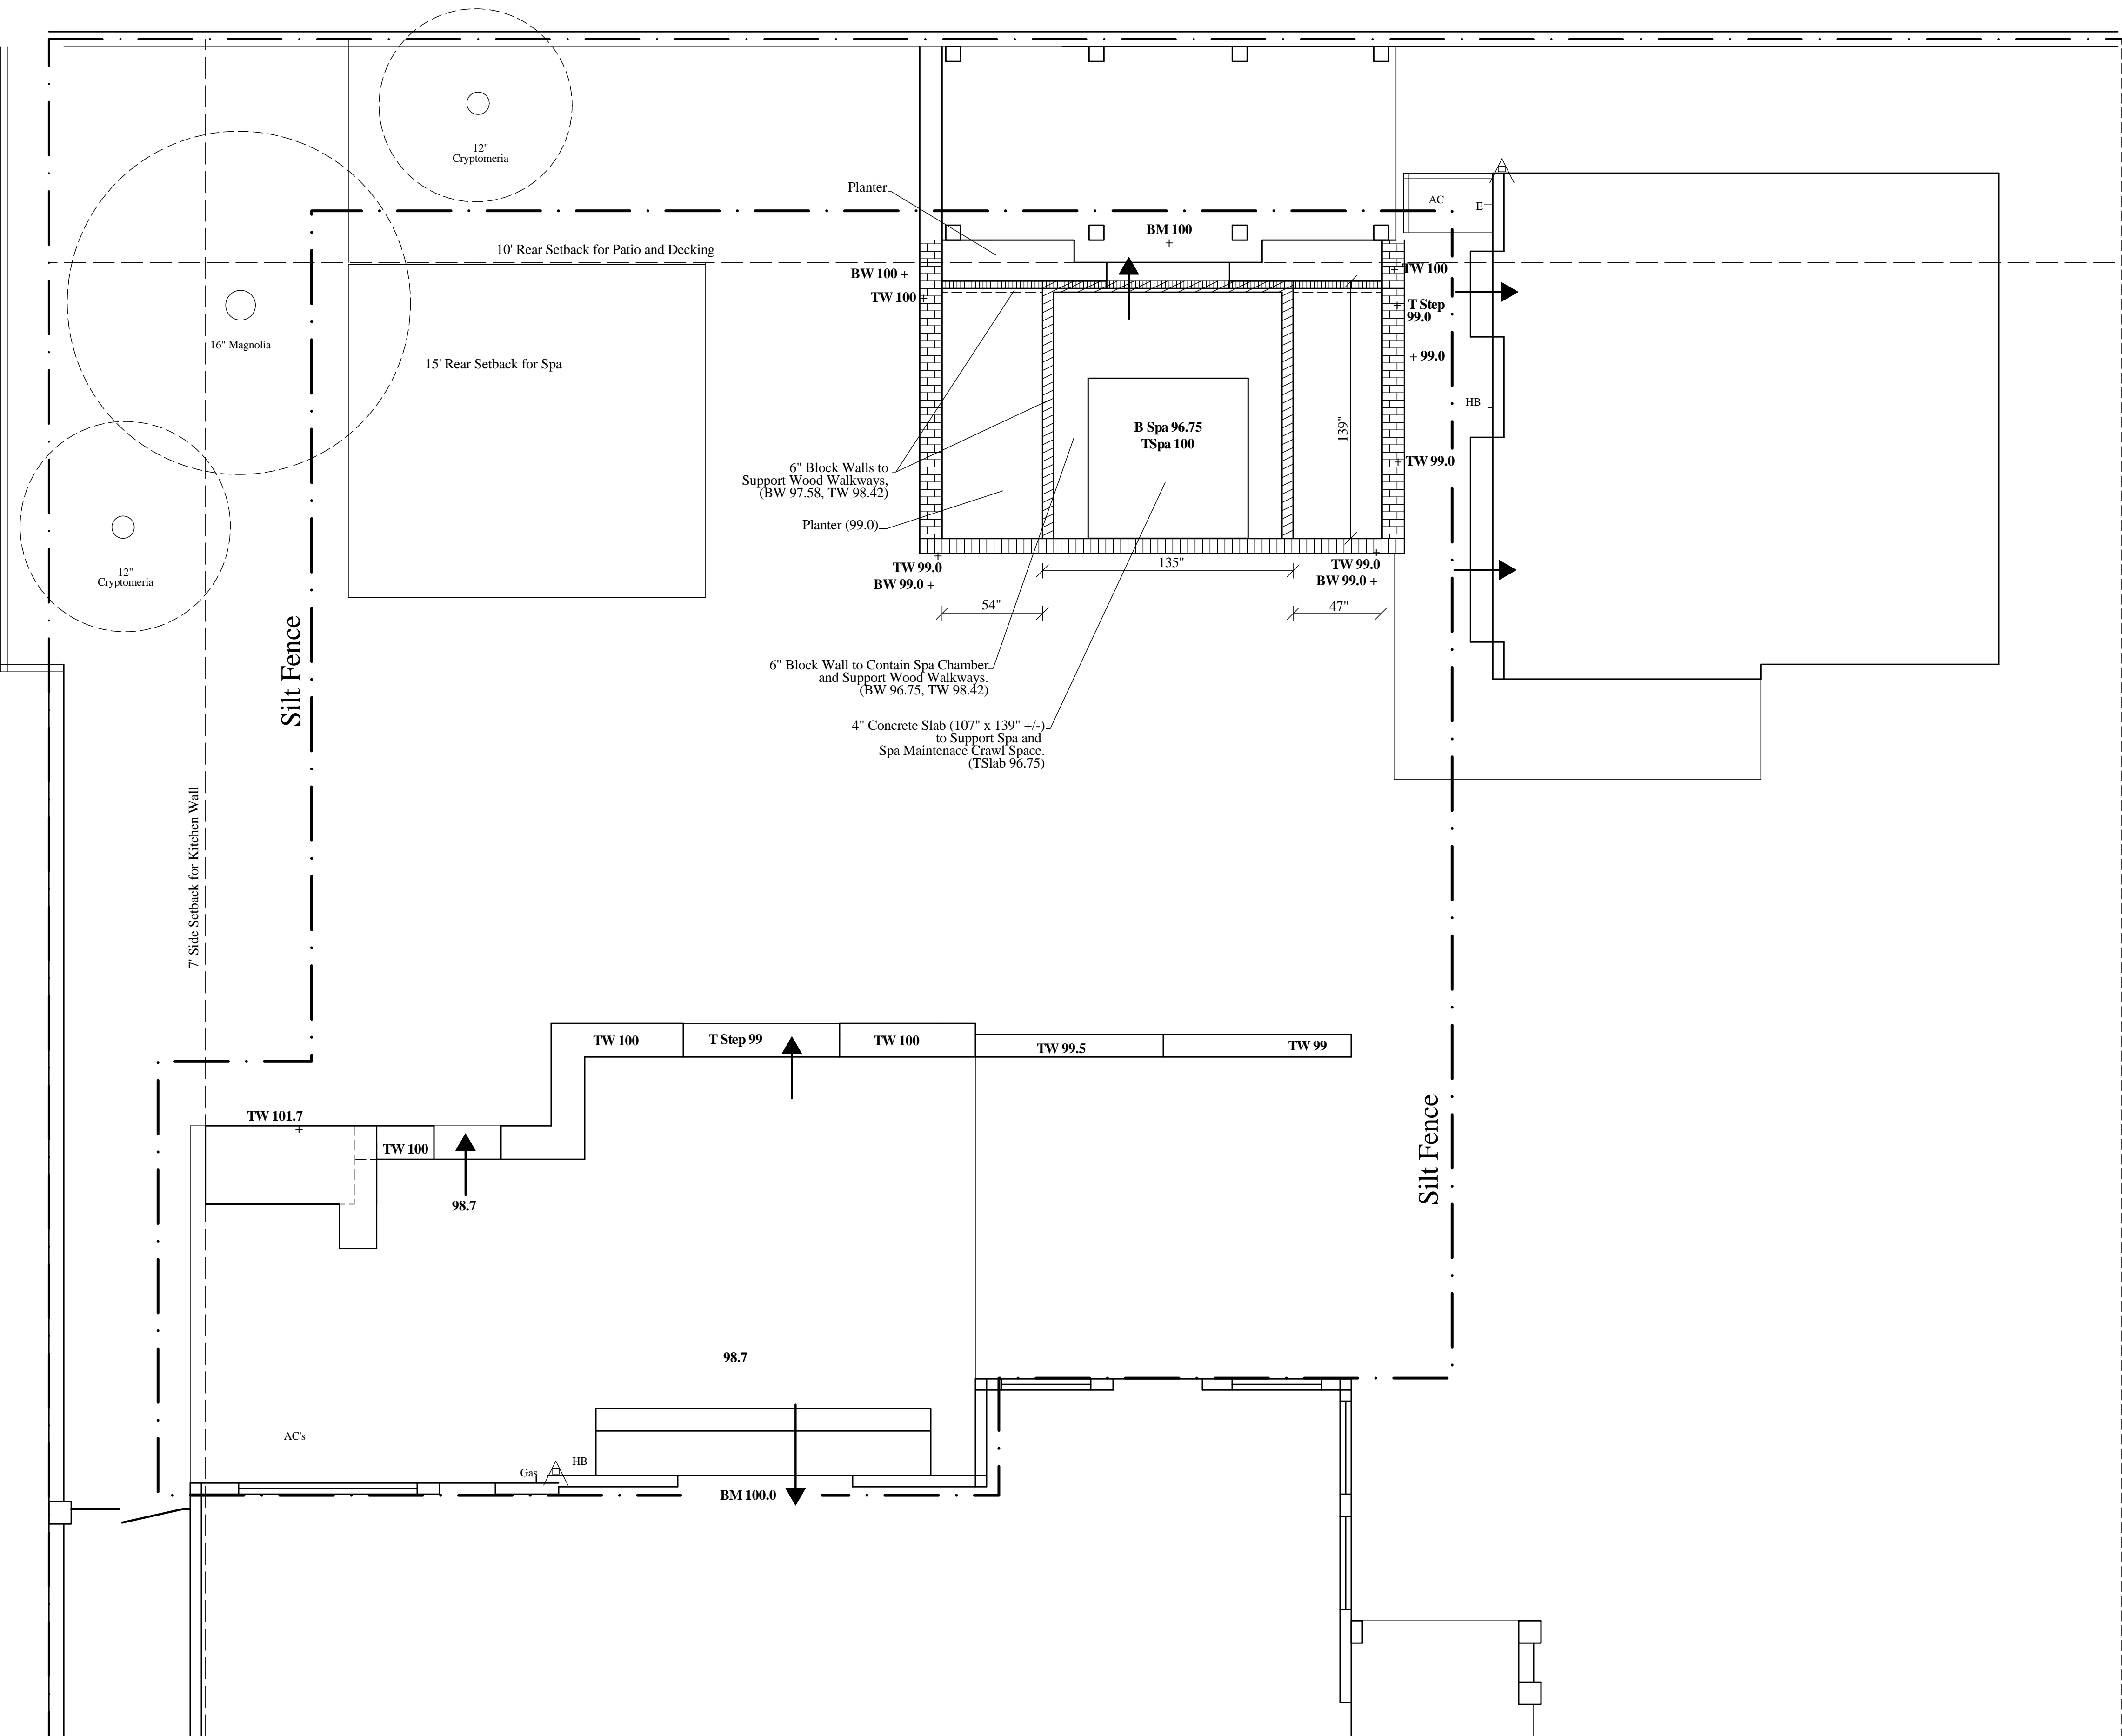 12"
Cryptomeria
Planter
BM 100
+
AC
E
10' Rear Setback for Patio and Decking
BW 100 +
+ TW 100
TW 100 +
+ T Step
99.0
16" Magnolia
+ 99.0
15' Rear Setback for Spa
HB
B Spa 96.75
TSpa 100
139"
6" Block Walls to
Support Wood Walkways,
(BW 97.58, TW 98.42)
+ TW 99.0
Planter (99.0)
12"
Cryptomeria
+
TW 99.0
BW 99.0 +
135"
+
TW 99.0
BW 99.0 +
54"
47"
Silt Fence
6" Block Wall to Contain Spa Chamber
and Support Wood Walkways.
(BW 96.75, TW 98.42)
4" Concrete Slab (107" x 139" +/-)
to Support Spa and
Spa Maintenace Crawl Space.
(TSlab 96.75)
7' Side Setback for Kitchen Wall
TW 100
T Step 99
TW 100
TW 99.5
TW 99
TW 101.7
+
TW 100
98.7
Silt Fence
98.7
AC's
Gas
HB
BM 100.0